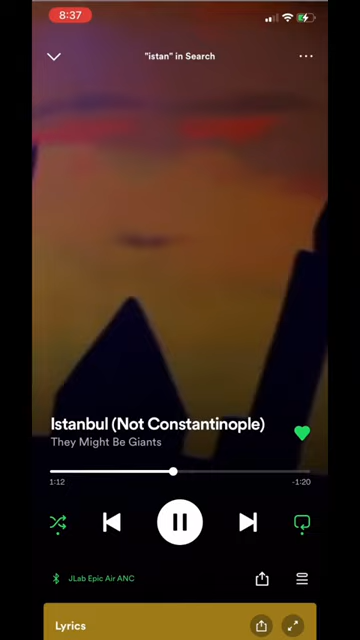 8:37
"istan" in Search
Istanbul (Not Constantinople)
They Might Be Giants
1:12
-1:20
JLab Epic Air ANC
Lyrics